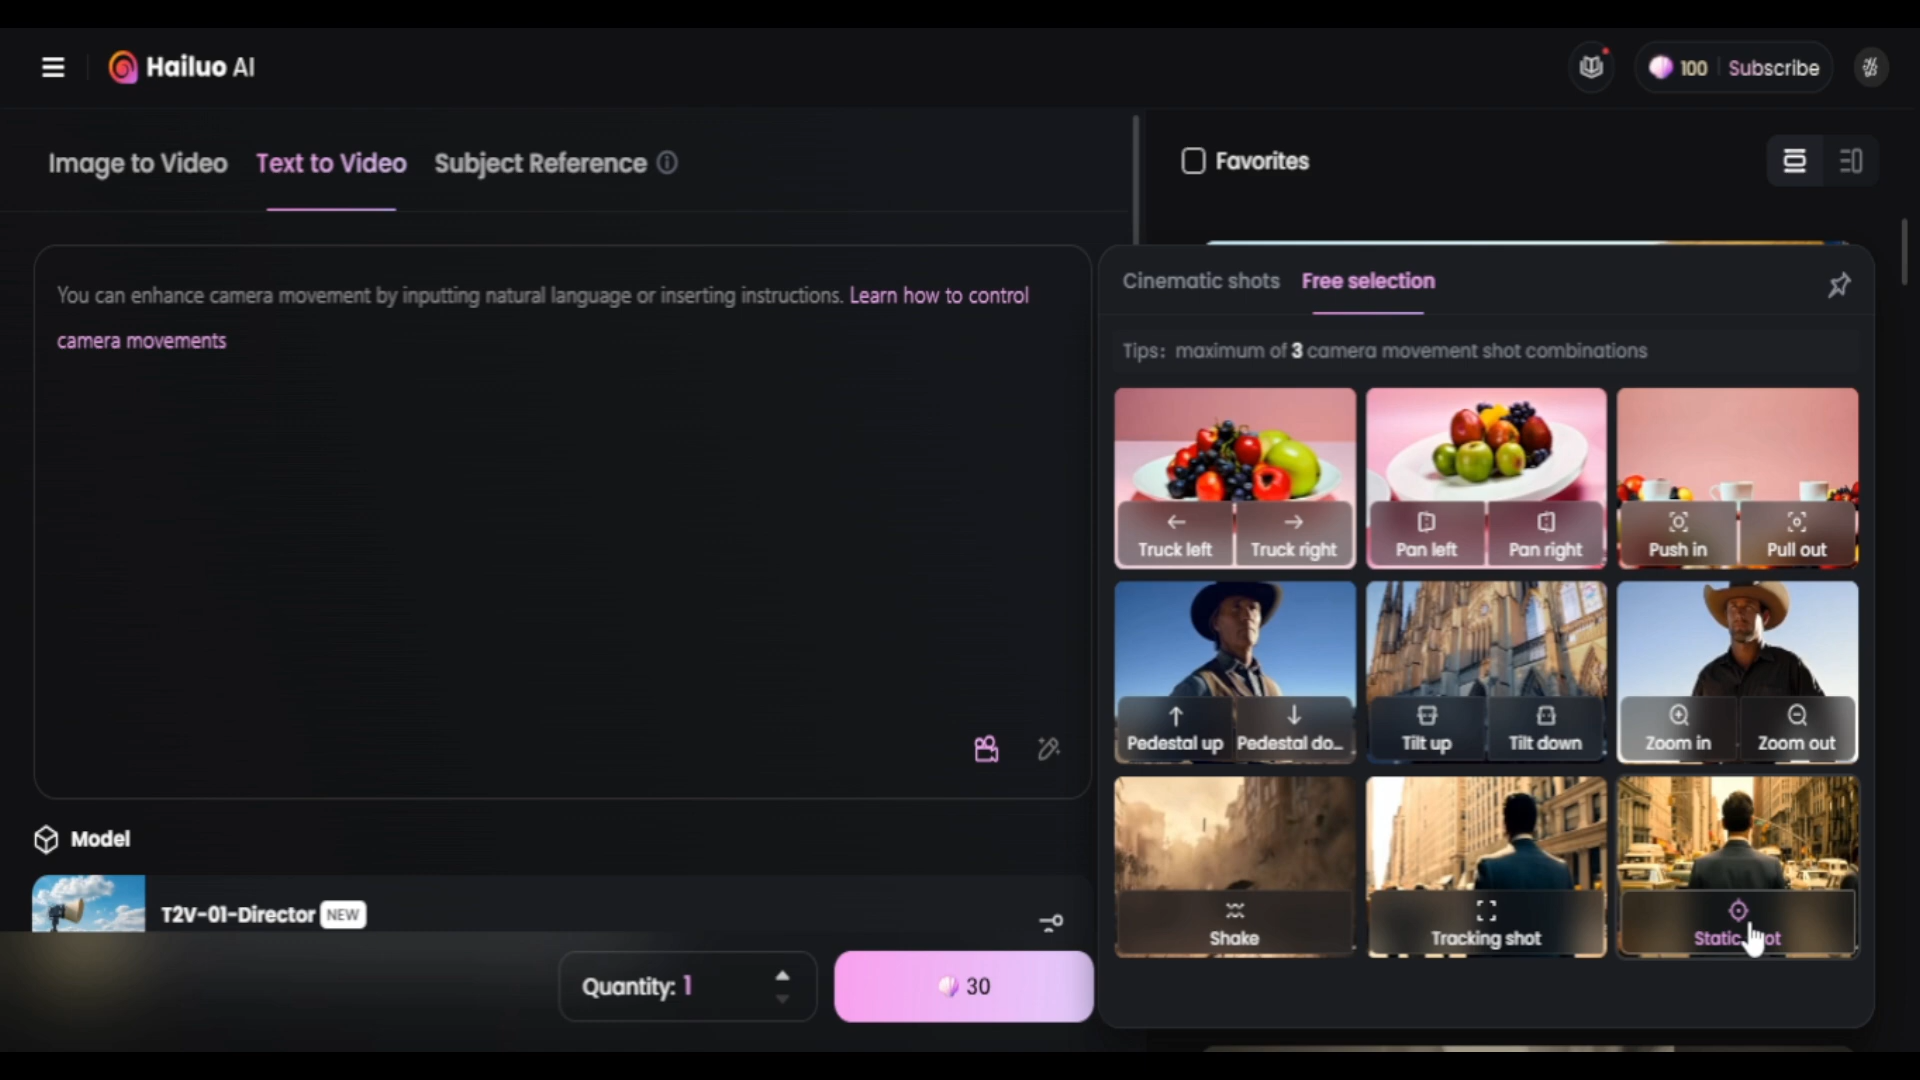 Hailuo AI
100 Subscribe
Image to Video Text to Video Subject Reference
Favorites
You can enhance camera movement by inputting natural language or inserting instructions. Learn how to control
camera movements
Cinematic shots Free selection
Tips: maximum of 3 camera movement shot combinations
Truck left Truck right Pan left Pan right Push in Pull out
Pedestal up Pedestal do... Tilt up Tilt down Zoom in Zoom out
Shake Tracking shot Static
Model
T2V-01-Director NEW
Quantity: 1
30